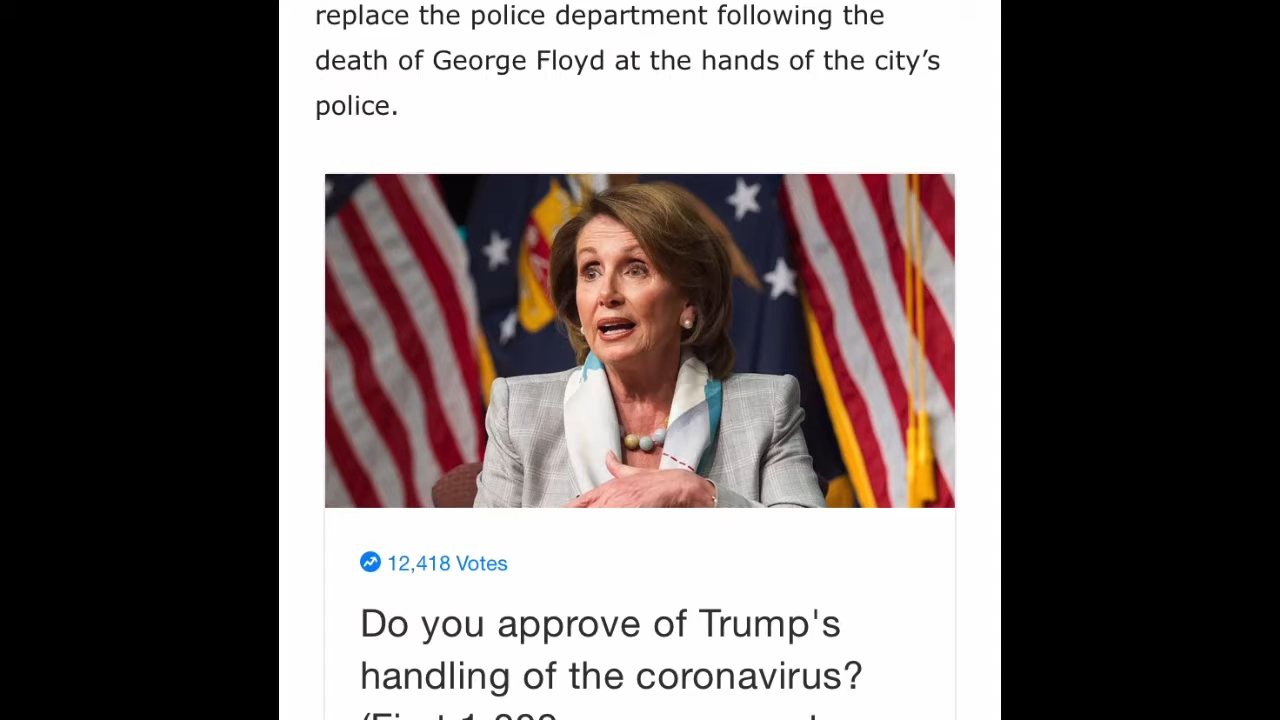 replace the police department following the
death of George Floyd at the hands of the city’s
police.
12,418 Votes
Do you approve of Trump's
handling of the coronavirus?